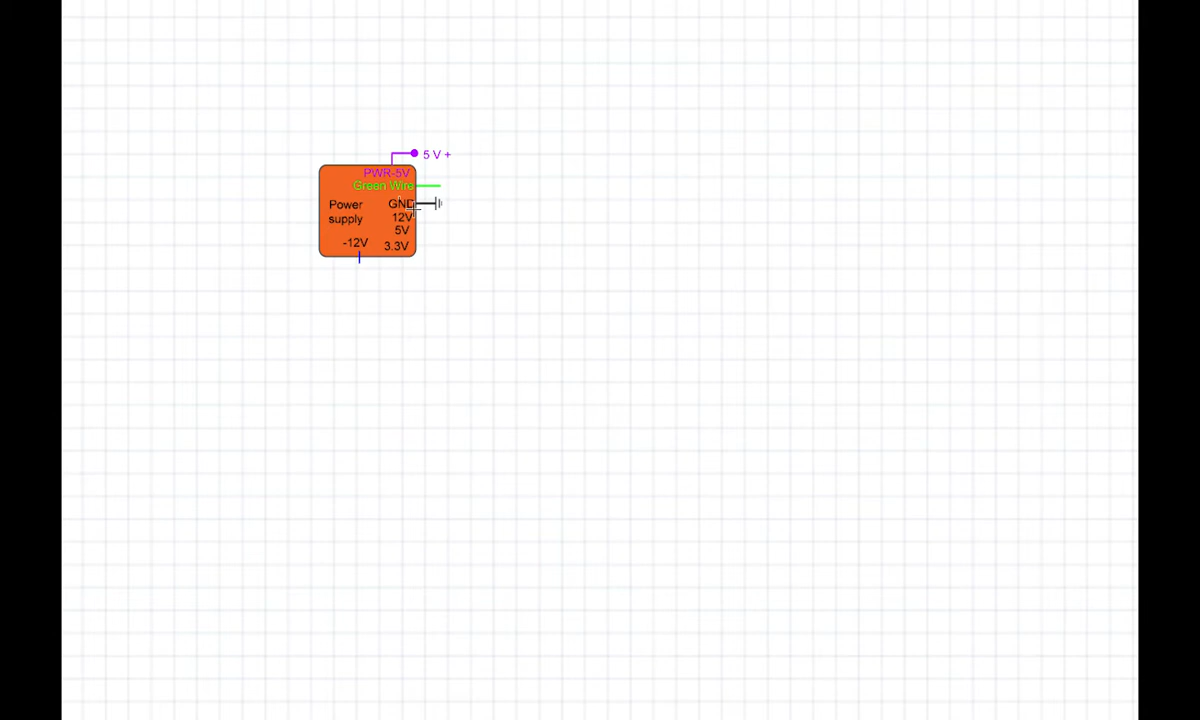 5 V +
PWR-5V
Green Wire
Power supply
GND
12V
5V
-12V
3.3V